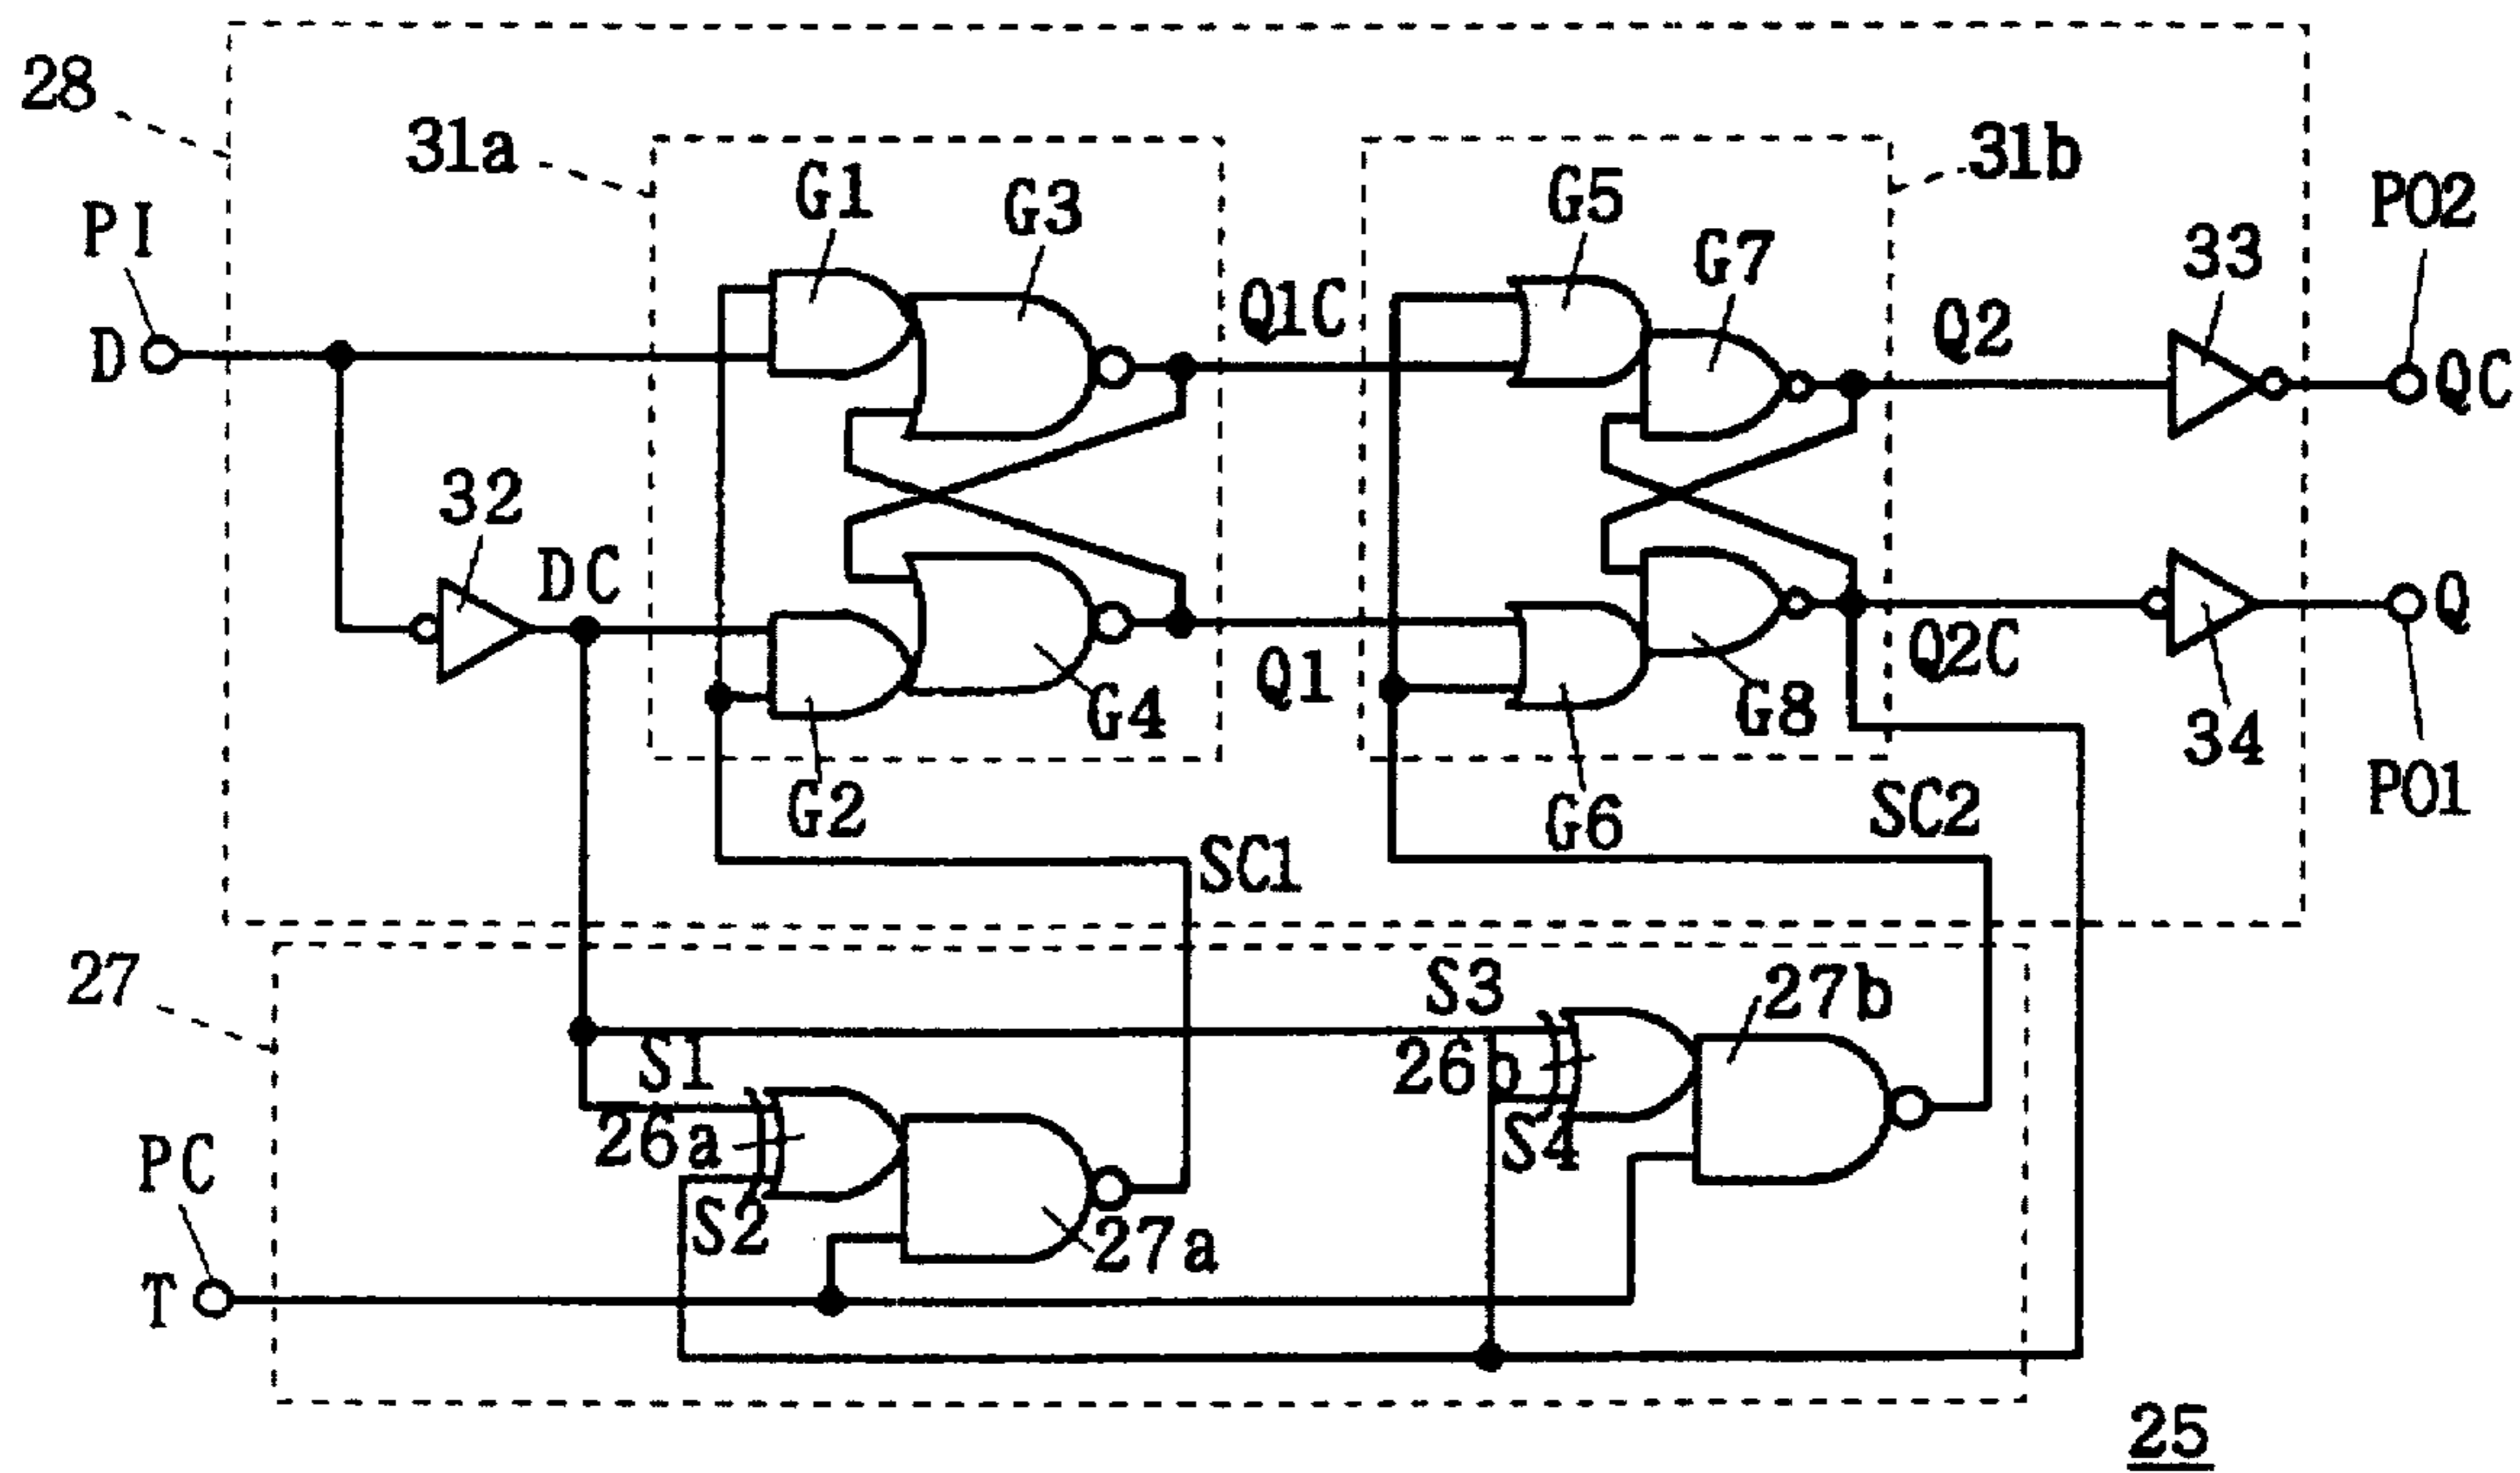 28
31a
G1
G3
G5
G7
31b
PO2
PI
D
Q1C
Q2
33
QC
32
DC
Q1
G4
G2
G8
Q2C
34
Q
PO1
G6
SC2
SC1
27
S3
27b
S1
26b
26a
S4
PC
S2
27a
T
25